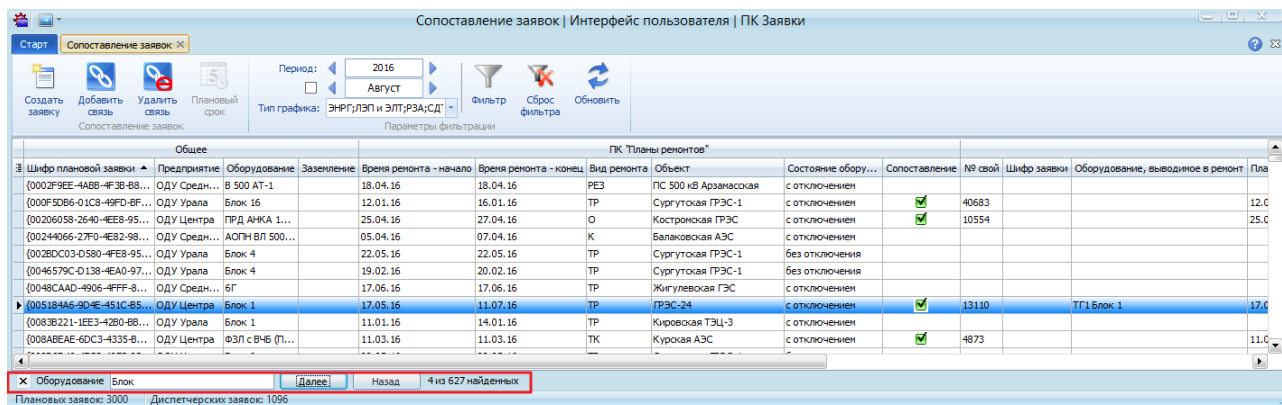 Сопоставление заявок | Интерфейс пользователя | ПК Заявки
Старт Сопоставление заявок
Создать заявку Добавить связь Удалить связь Плановый срок
Сопоставление заявок
Период: 2016
Август
Тип графика: ЭНРГ;ЛЭП и ЭЛТ;РЗА;СДТ
Фильтр Сброс фильтра Обновить
Параметры фильтрации
Общее ПК "Планы ремонтов"
Шифр плановой заявки Предприятие Оборудование Заземление Время ремонта - начало Время ремонта - конец Вид ремонта Объект Состояние обору... Сопоставление № свой Шифр заявки Оборудование, выводимое в ремонт Пла
{0002F9EE-4ABB-4F3B-B8... ОДУ Средн... В 500 АТ-1 18.04.16 18.04.16 РЕЗ ПС 500 кВ Арзамасская с отключением
{000F5DB6-01C8-49FD-BF... ОДУ Урала Блок 16 12.01.16 16.01.16 ТР Сургутская ГРЭС-1 с отключением 40683 12.0
{00206058-2640-4EE8-95... ОДУ Центра ПРД АНКА 1... 25.04.16 27.04.16 О Костромская ГРЭС с отключением 10554 25.0
{00244066-27F0-4E82-98... ОДУ Средн... АОПН ВЛ 500... 05.04.16 07.04.16 К Балаковская АЭС с отключением
{002BDC03-D580-4FE8-95... ОДУ Урала Блок 4 22.05.16 22.05.16 ТР Сургутская ГРЭС-1 без отключения
{0046579C-D138-4EA0-97... ОДУ Урала Блок 4 19.02.16 20.02.16 ТР Сургутская ГРЭС-1 без отключения
{0048CAAD-4906-4FFF-8... ОДУ Средн... 6Г 17.06.16 17.06.16 ТР Жигулевская ГЭС с отключением
{005184A6-9D4E-451C-B5... ОДУ Центра Блок 1 17.05.16 11.07.16 ТР ГРЭС-24 с отключением 13110 ТГ1 Блок 1 17.0
{0083B221-1EE3-42B0-BB... ОДУ Урала Блок 1 11.01.16 14.01.16 ТР Кировская ТЭЦ-3 с отключением
{008ABEAE-6DC3-4335-B... ОДУ Центра ФЗЛ с ВЧБ (П... 11.03.16 11.03.16 ТК Курская АЭС с отключением 4873 11.0
Оборудование Блок Далее Назад 4 из 627 найденных
Плановых заявок: 3000 Диспетчерских заявок: 1096